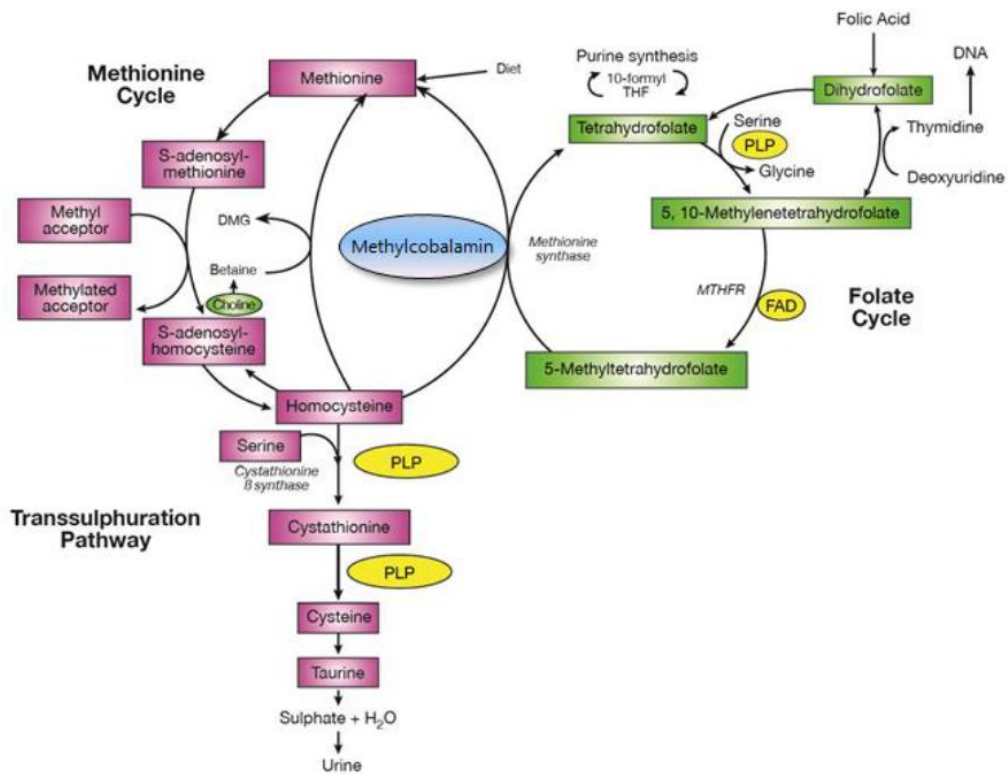 Folic Acid
Methionine
Cycle
Methionine
Diet
Purine synthesis
10-formyl
THF
DNA
Dihydrofolate
Tetrahydrofolate
Serine
PLP
Glycine
Thymidine
Deoxyuridine
S-adenosyl-
methionine
Methyl
acceptor
DMG
Methylcobalamin
Methionine
synthase
5, 10-Methylenetetrahydrofolate
Betaine
Choline
Methylated
acceptor
MTHFR
FAD
Folate
Cycle
S-adenosyl-
homocysteine
5-Methyltetrahydrofolate
Homocysteine
Serine
Cystathionine
ß synthase
PLP
Transsulphuration
Pathway
Cystathionine
PLP
Cysteine
Taurine
Sulphate + H₂O
Urine